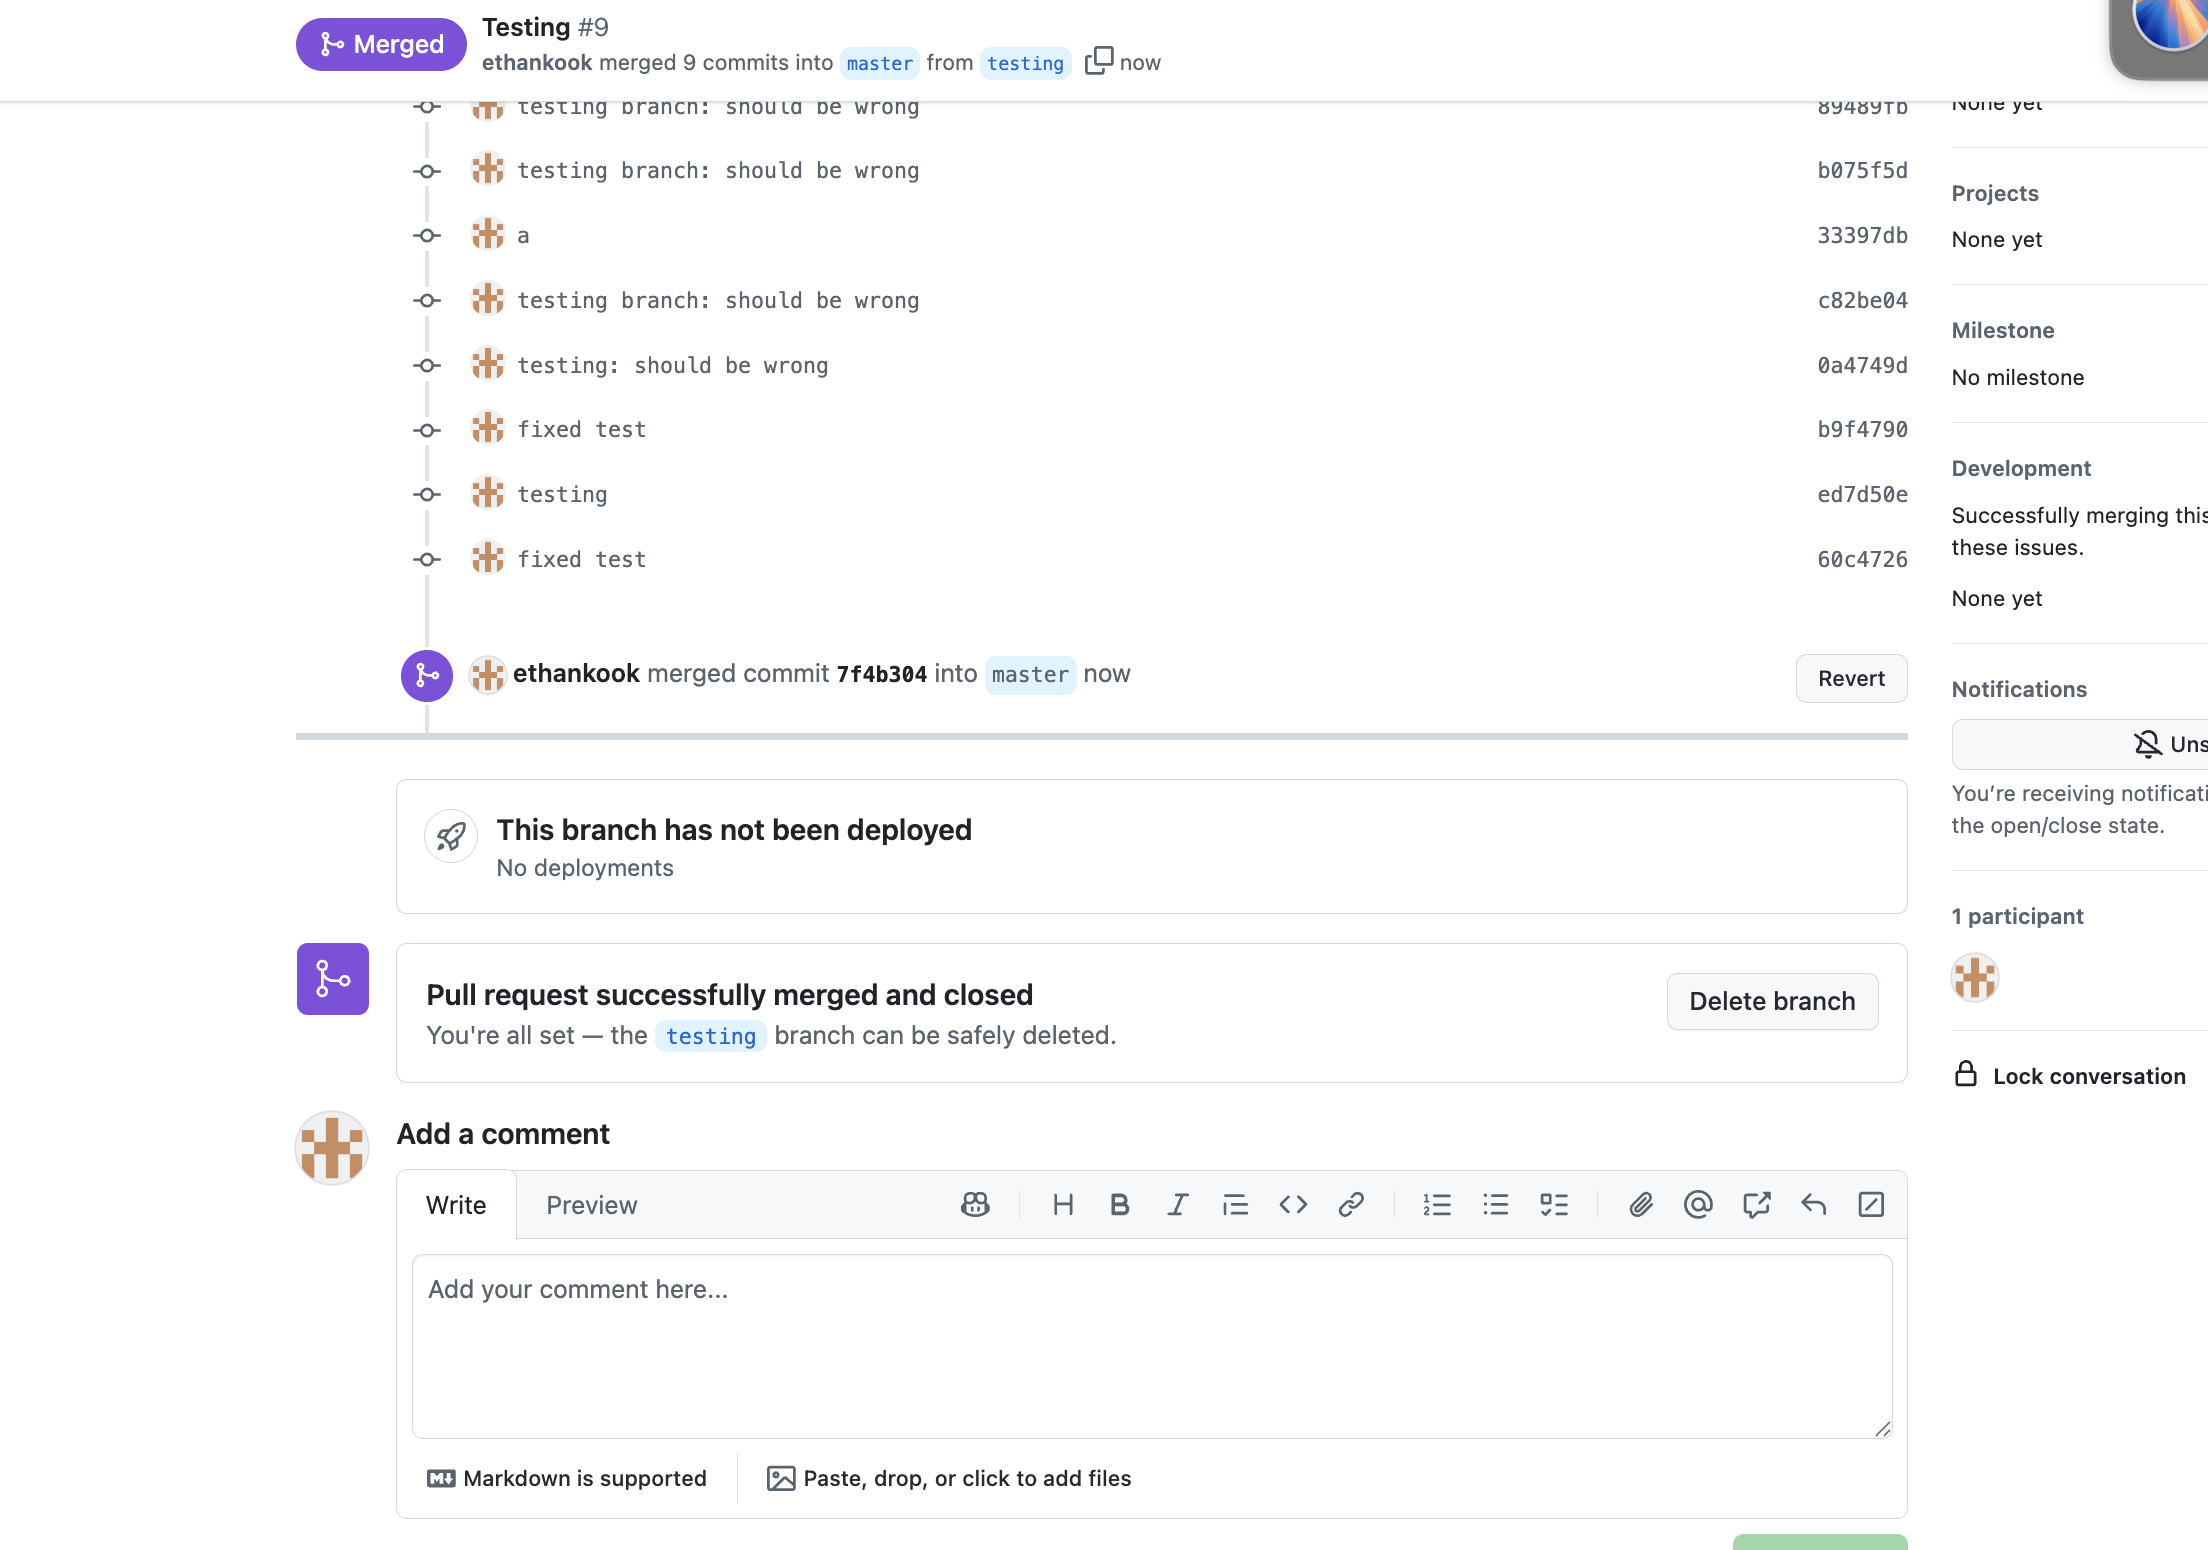 Merged
Testing #9
ethankook merged 9 commits into master from testing now
testing branch: should be wrong 89489fb
None yet
testing branch: should be wrong b075f5d
a 33397db
testing branch: should be wrong c82be04
testing: should be wrong 0a4749d
fixed test b9f4790
testing ed7d50e
fixed test 60c4726
ethankook merged commit 7f4b304 into master now
Revert
This branch has not been deployed
No deployments
Pull request successfully merged and closed
You're all set — the testing branch can be safely deleted.
Delete branch
Add a comment
Write Preview
Add your comment here...
Markdown is supported
Paste, drop, or click to add files
Projects
None yet
Milestone
No milestone
Development
Successfully merging this
these issues.
None yet
Notifications
Uns
You’re receiving notificati
the open/close state.
1 participant
Lock conversation